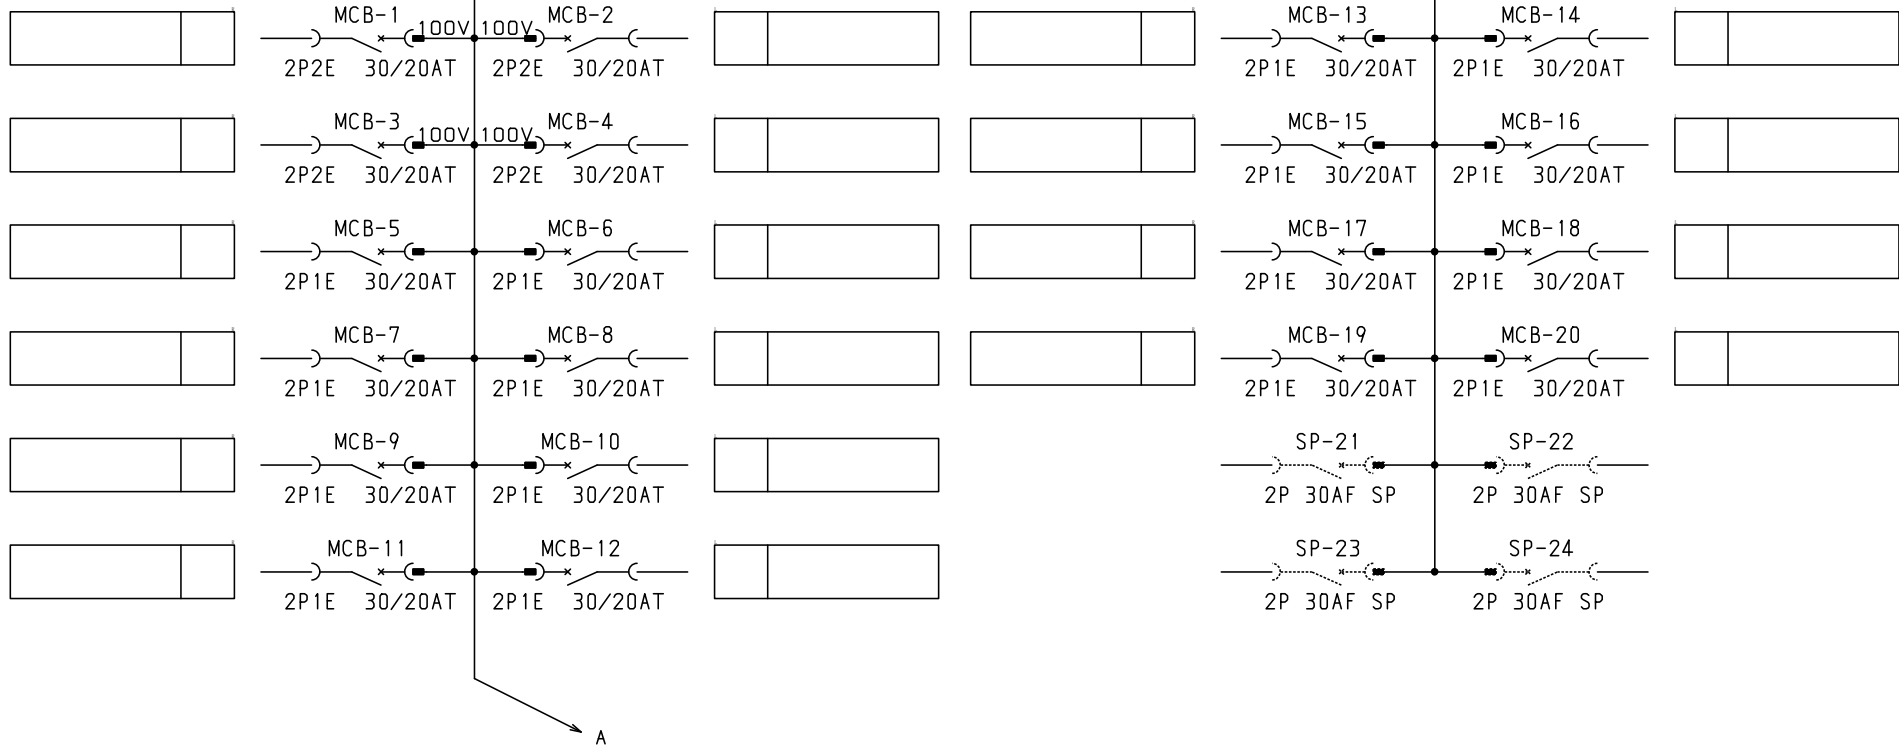 MCB-1 100V 100V MCB-2
2P2E 30/20AT 2P2E 30/20AT
MCB-3 100V 100V MCB-4
2P2E 30/20AT 2P2E 30/20AT
MCB-5 MCB-6
2P1E 30/20AT 2P1E 30/20AT
MCB-7 MCB-8
2P1E 30/20AT 2P1E 30/20AT
MCB-9 MCB-10
2P1E 30/20AT 2P1E 30/20AT
MCB-11 MCB-12
2P1E 30/20AT 2P1E 30/20AT
A
MCB-13 MCB-14
2P1E 30/20AT 2P1E 30/20AT
MCB-15 MCB-16
2P1E 30/20AT 2P1E 30/20AT
MCB-17 MCB-18
2P1E 30/20AT 2P1E 30/20AT
MCB-19 MCB-20
2P1E 30/20AT 2P1E 30/20AT
SP-21 SP-22
2P 30AF SP 2P 30AF SP
SP-23 SP-24
2P 30AF SP 2P 30AF SP